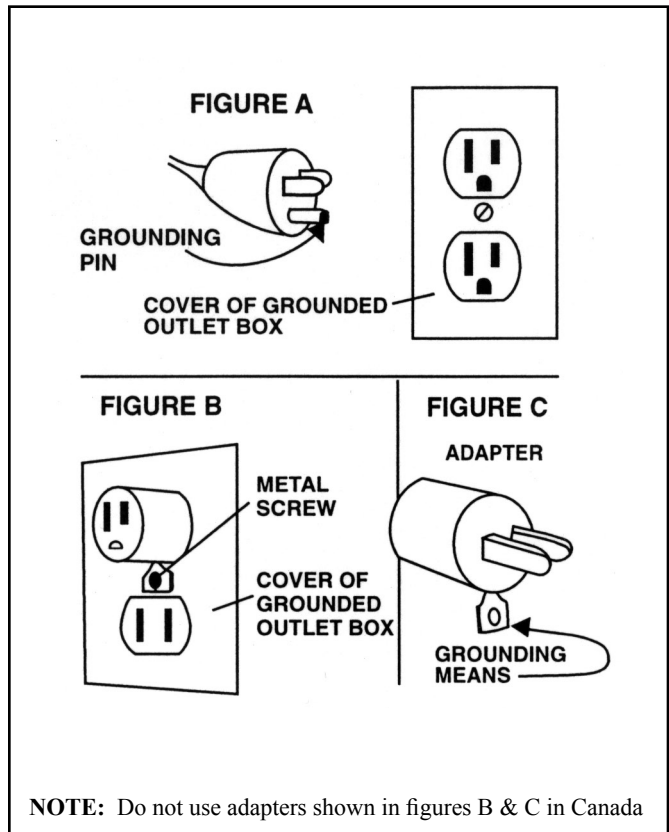 FIGURE A
GROUNDING
PIN
COVER OF GROUNDED
OUTLET BOX
FIGURE B
METAL
SCREW
COVER OF
GROUNDED
OUTLET BOX
FIGURE C
ADAPTER
GROUNDING
MEANS
NOTE: Do not use adapters shown in figures B & C in Canada